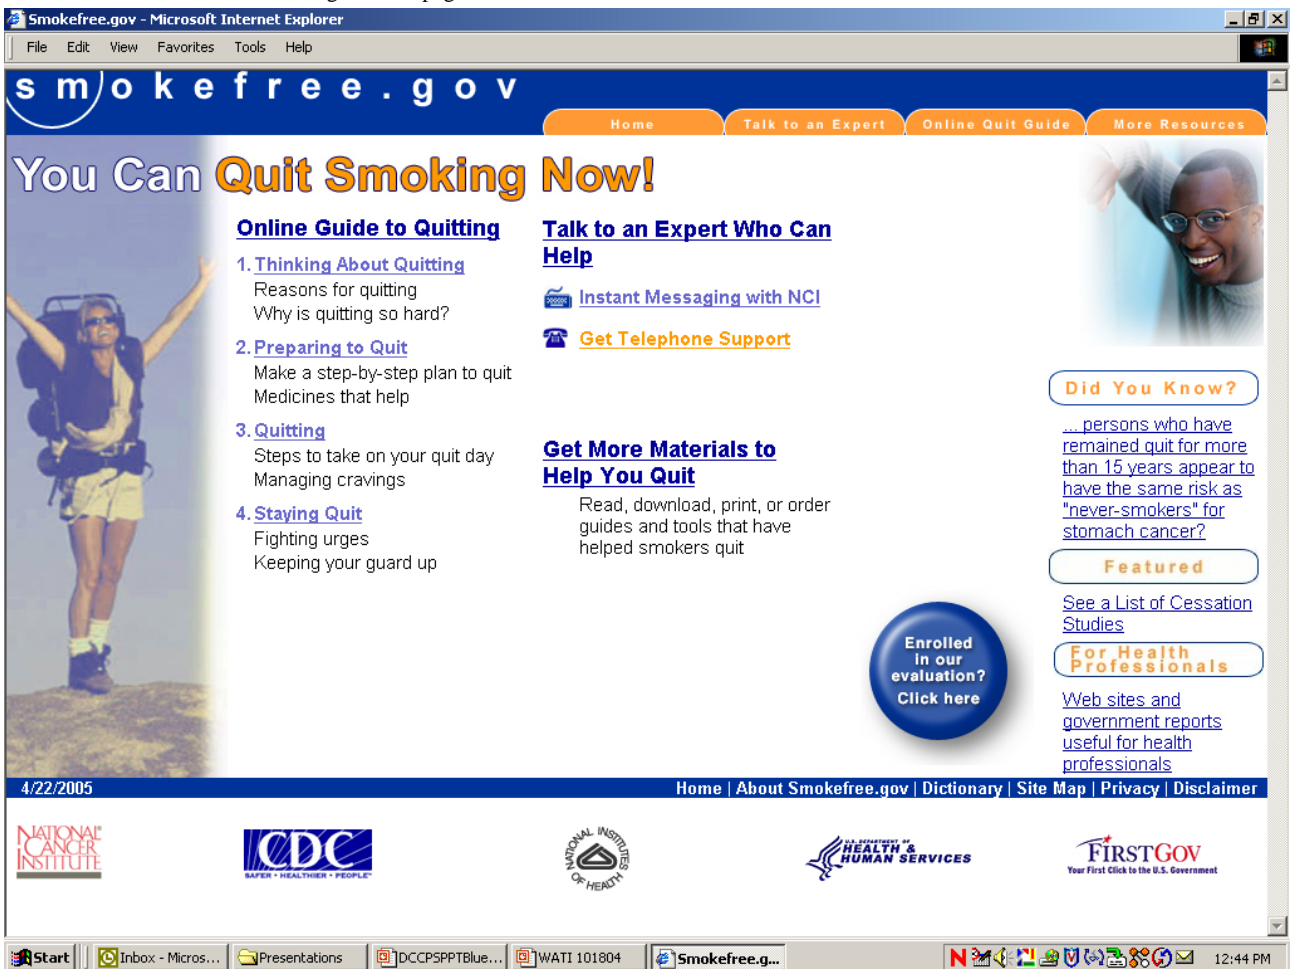 Smokefree.gov - Microsoft Internet Explorer
File Edit View Favorites Tools Help
smokefree.gov
Home Talk to an Expert Online Quit Guide More Resources
You Can Quit Smoking Now!
Online Guide to Quitting
1. Thinking About Quitting
Reasons for quitting
Why is quitting so hard?
2. Preparing to Quit
Make a step-by-step plan to quit
Medicines that help
3. Quitting
Steps to take on your quit day
Managing cravings
4. Staying Quit
Fighting urges
Keeping your guard up
Talk to an Expert Who Can
Help
Instant Messaging with NCI
Get Telephone Support
Get More Materials to
Help You Quit
Read, download, print, or order
guides and tools that have
helped smokers quit
Enrolled
in our
evaluation?
Click here
Did You Know?
... persons who have
remained quit for more
than 15 years appear to
have the same risk as
"never-smokers" for
stomach cancer?
Featured
See a List of Cessation
Studies
For Health
Professionals
Web sites and
government reports
useful for health
professionals
4/22/2005
Home | About Smokefree.gov | Dictionary | Site Map | Privacy | Disclaimer
NATIONAL
CANCER
INSTITUTE
CDC
SAFER • HEALTHIER • PEOPLE™
NATIONAL INSTITUTES OF HEALTH
U.S. DEPARTMENT OF
HEALTH &
HUMAN SERVICES
FIRSTGOV
Your First Click to the U.S. Government
Start Inbox - Micros... Presentations DCCPSPPTBlue... WATI 101804 Smokefree.g... 12:44 PM